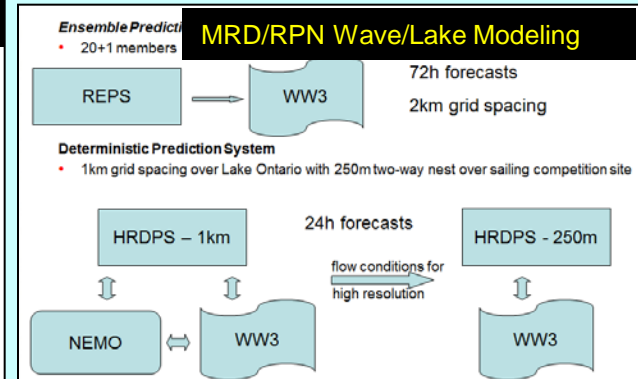 Ensemble Predicti
MRD/RPN Wave/Lake Modeling
• 20+1 members
REPS
WW3
72h forecasts
2km grid spacing
Deterministic Prediction System
• 1km grid spacing over Lake Ontario with 250m two-way nest over sailing competition site
HRDPS – 1km
24h forecasts
HRDPS - 250m
flow conditions for
high resolution
NEMO
WW3
WW3